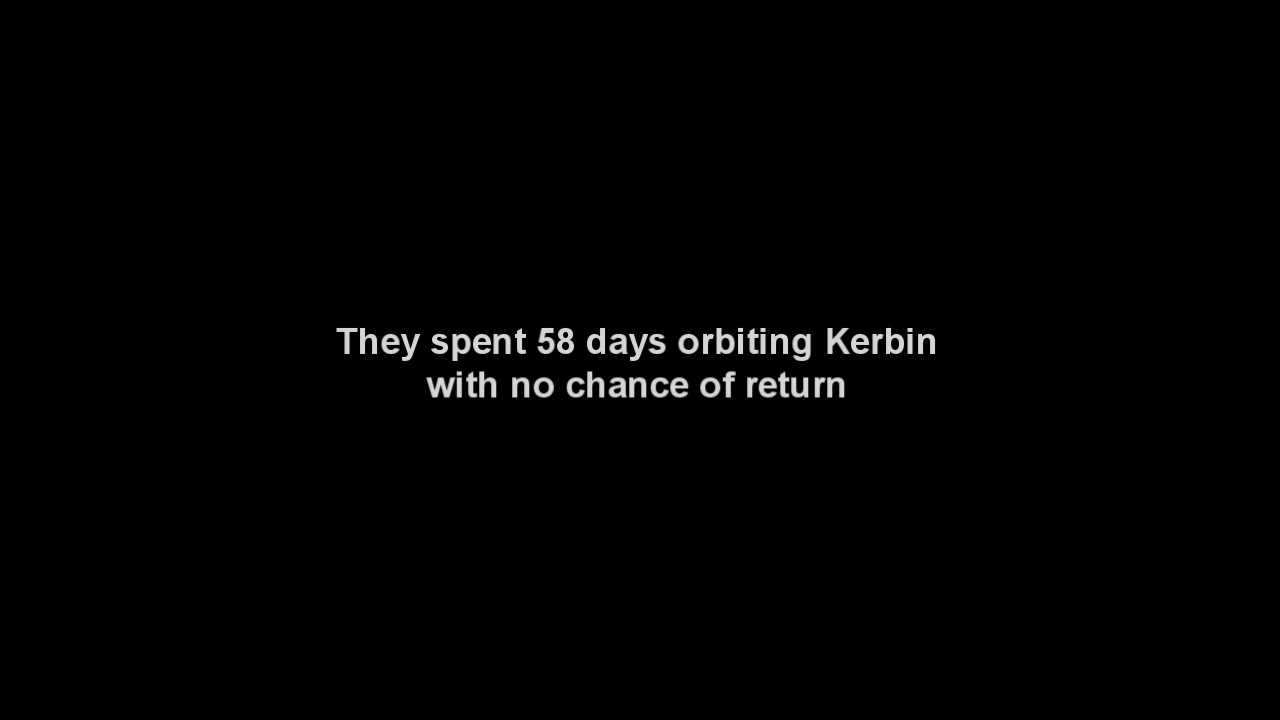 They spent 58 days orbiting Kerbin
with no chance of return